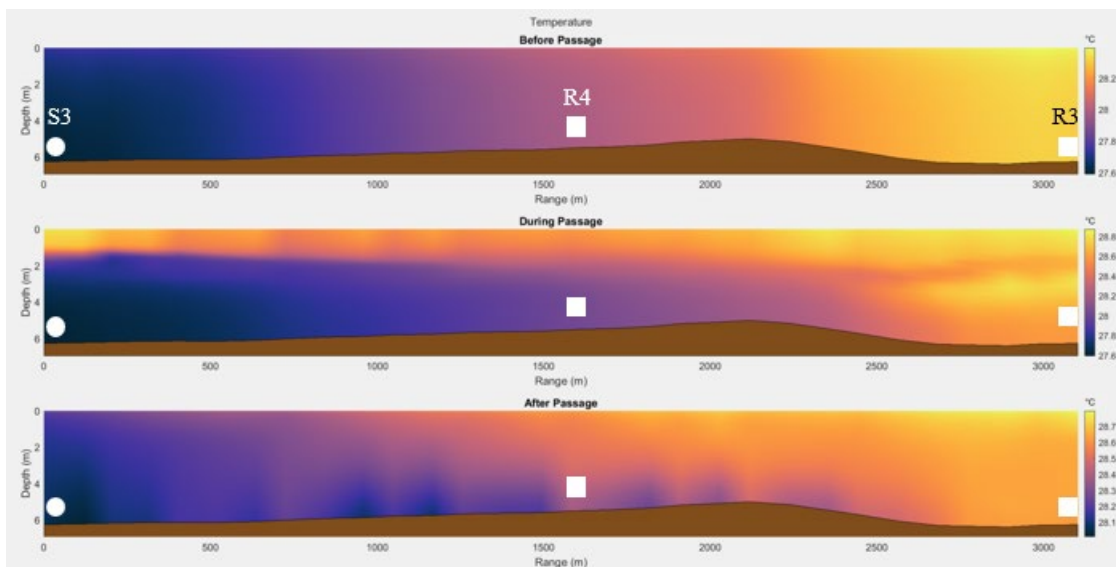 Temperature
Before Passage
°C
0
2
4
6
Depth (m)
S3
R4
R3
28.2
28
27.8
27.6
0 500 1000 1500 2000 2500 3000
Range (m)
During Passage
°C
0
2
4
6
Depth (m)
28.8
28.6
28.4
28.2
28
27.8
27.6
0 500 1000 1500 2000 2500 3000
Range (m)
After Passage
°C
0
2
4
6
Depth (m)
28.7
28.5
28.4
28.2
28.1
0 500 1000 1500 2000 2500 3000
Range (m)